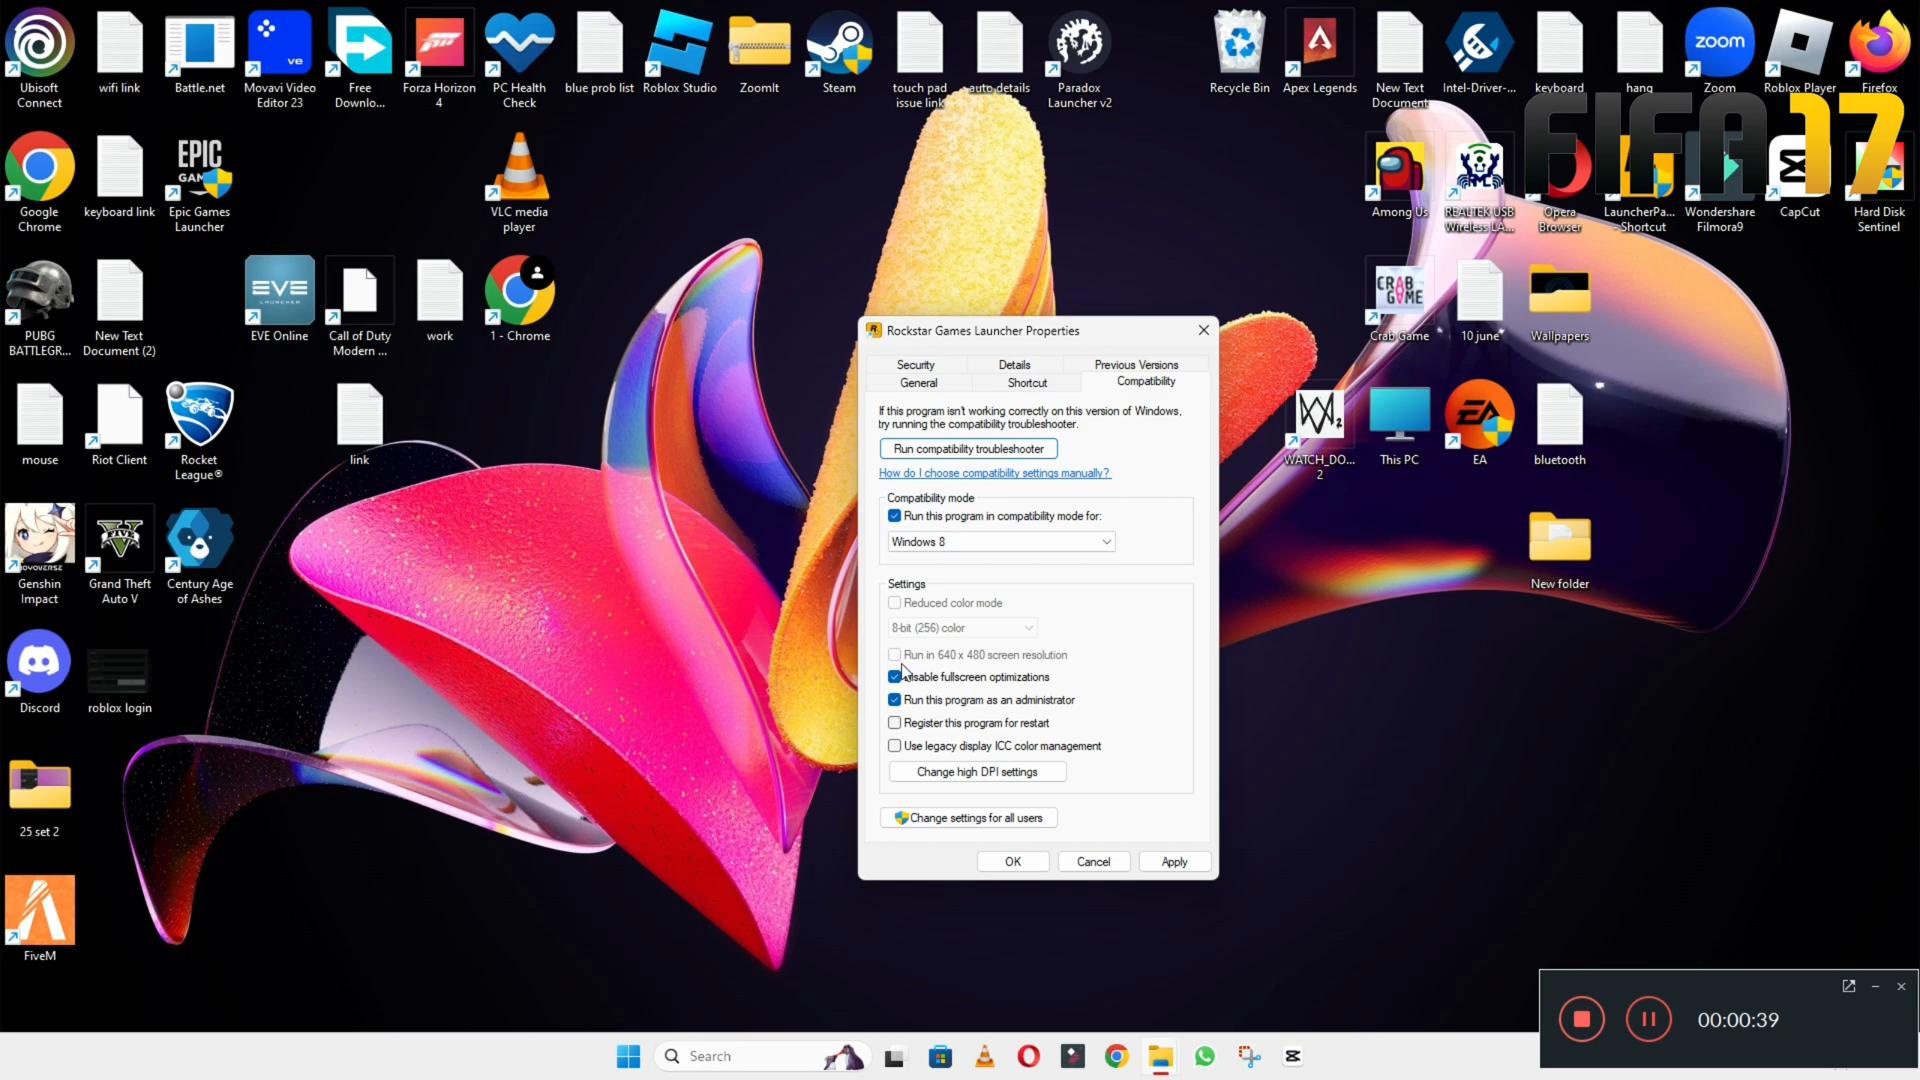 Ubisoft
Connect
wifi link
Battle.net
Movavi Video
Editor 23
Free
Downlo...
Forza Horizon
4
PC Health
Check
blue prob list
Roblox Studio
ZoomIt
Steam
touch pad
issue link
auto details
Paradox
Launcher v2
Recycle Bin
Apex Legends
New Text
Document
Intel-Driver-...
keyboard
hang
zoom
Zoom
Roblox Player
Firefox
FIFA 17
Google
Chrome
keyboard link
EPIC
Epic Games
Launcher
VLC media
player
Among Us
REALTEK USB
Wireless LA...
Opera
Browser
LauncherPa...
- Shortcut
Wondershare
Filmora9
CapCut
Hard Disk
Sentinel
PUBG
BATTLEGR...
New Text
Document (2)
EVE
EVE Online
Call of Duty
Modern ...
work
1 - Chrome
CRAB
GAME
Crab Game
10 june
Wallpapers
mouse
Riot Client
Rocket
League®
link
WATCH_DO...
2
This PC
EA
EA
bluetooth
Genshin
Impact
Grand Theft
Auto V
Century Age
of Ashes
New folder
Discord
roblox login
25 set 2
FiveM
Rockstar Games Launcher Properties
Security
Details
Previous Versions
General
Shortcut
Compatibility
If this program isn't working correctly on this version of Windows,
try running the compatibility troubleshooter.
Run compatibility troubleshooter
How do I choose compatibility settings manually?
Compatibility mode
Run this program in compatibility mode for:
Windows 8
Settings
Reduced color mode
8-bit (256) color
Run in 640 x 480 screen resolution
fullscreen optimizations
Run this program as an administrator
Register this program for restart
Use legacy display ICC color management
Change high DPI settings
Change settings for all users
OK
Cancel
Apply
00:00:39
Search